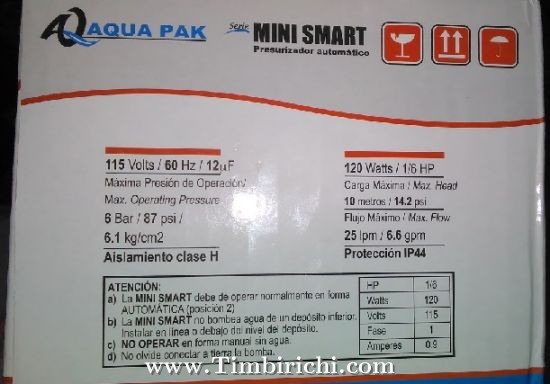 AQUA PAK
Serie MINI SMART
Presurizador automático
115 Volts / 60 Hz / 12µF
Máxima Presión de Operación/
Max. Operating Pressure
6 Bar / 87 psi /
6.1 kg/cm2
Aislamiento clase H
120 Watts / 1/6 HP
Carga Máxima / Max. Head
10 metros / 14.2 psi
Flujo Máximo / Max. Flow
25 lpm / 6.6 gpm
Protección IP44
ATENCIÓN:
a) La MINI SMART debe de operar normalmente en forma
AUTOMÁTICA (posición 2)
b) La MINI SMART no bombea agua de un depósito inferior.
Instalar en línea o debajo del nivel del depósito.
c) NO OPERAR en forma manual sin agua.
d) No olvide conectar a tierra la bomba.
HP 1/6
Watts 120
Volts 115
Fase 1
Amperes 0.9
www.Timbirichi.com